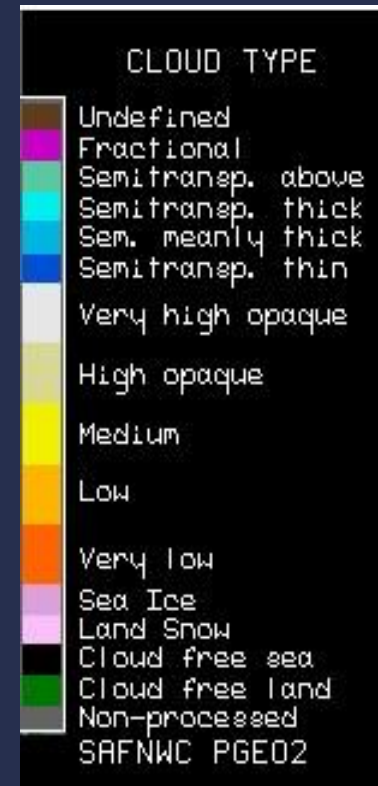 CLOUD TYPE
Undefined
Fractional
Semitransp. above
Semitransp. thick
Sem. meanly thick
Semitransp. thin
Very high opaque
High opaque
Medium
Low
Very low
Sea Ice
Land Snow
Cloud free sea
Cloud free land
Non-processed
SAFNWC PGE02